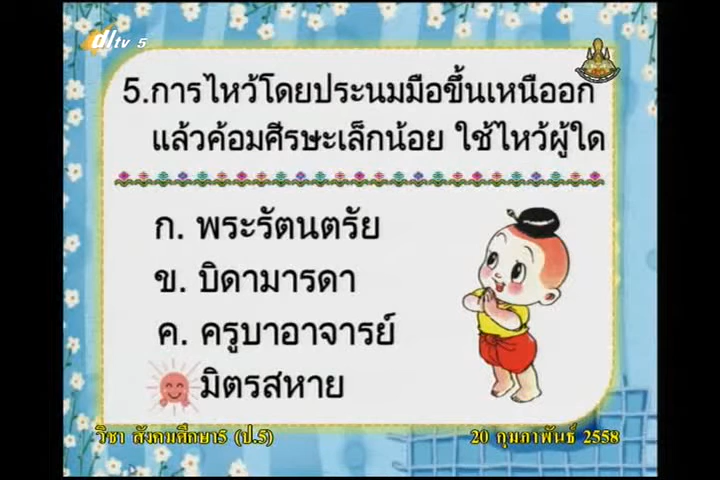 dltv 5
5.การไหว้โดยประนมมือขึ้นเหนืออก
แล้วค้อมศีรษะเล็กน้อย ใช้ไหว้ผู้ใด
ก. พระรัตนตรัย
ข. บิดามารดา
ค. ครูบาอาจารย์
มิตรสหาย
วิชา สังคมศึกษา5 (ป.5)
20 กุมภาพันธ์ 2558